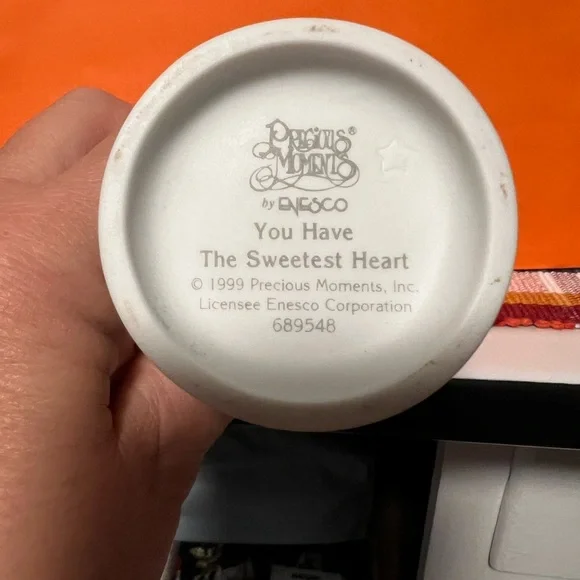 PRECIOUS®
MOMENTS
by ENESCO
You Have
The Sweetest Heart
© 1999 Precious Moments, Inc.
Licensee Enesco Corporation
689548